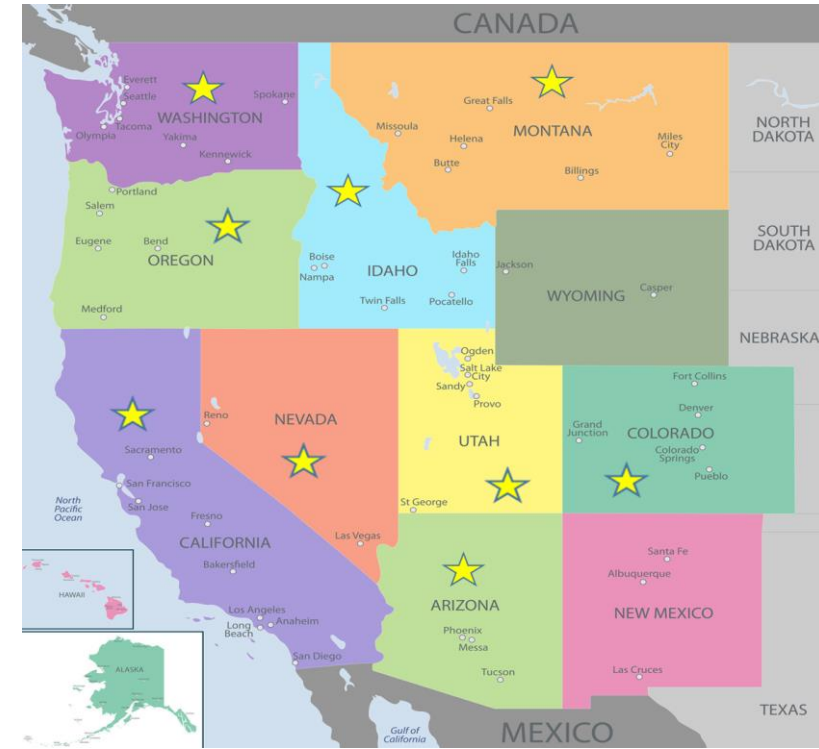 CANADA
Everett
Seattle
Spokane
WASHINGTON
Tacoma
Olympia
Yakima
Kennewick
Great Falls
Missoula
Helena
MONTANA
Miles
City
Butte
Billings
NORTH
DAKOTA
Portland
Salem
Eugene
Bend
OREGON
Medford
Boise
Nampa
IDAHO
Idaho
Falls
Twin Falls
Pocatello
Jackson
WYOMING
Casper
SOUTH
DAKOTA
NEBRASKA
Ogden
Salt Lake
City
Sandy
Provo
UTAH
St George
Reno
NEVADA
Las Vegas
Fort Collins
Denver
Grand
Junction
COLORADO
Colorado
Springs
Pueblo
Sacramento
San Francisco
San Jose
Fresno
CALIFORNIA
Bakersfield
Los Angeles
Long
Beach
Anaheim
San Diego
North
Pacific
Ocean
HAWAII
ALASKA
ARIZONA
Phoenix
Messa
Tucson
Santa Fe
Albuquerque
NEW MEXICO
Las Cruces
TEXAS
Gulf of
California
MEXICO